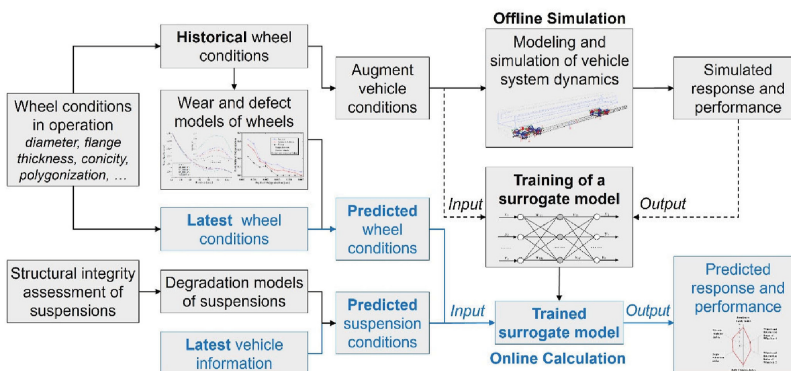 Offline Simulation
Historical wheel
conditions
Modeling and
simulation of vehicle
system dynamics
Augment
vehicle
conditions
Simulated
response and
performance
Wheel conditions
in operation
diameter, flange
thickness, conicity,
polygonization, ...
Wear and defect
models of wheels
Input
Training of a
surrogate model
Output
Latest wheel
conditions
Predicted
wheel
conditions
Structural integrity
assessment of
suspensions
Degradation models
of suspensions
Predicted
suspension
conditions
Input
Trained
surrogate model
Output
Predicted
response and
performance
Latest vehicle
information
Online Calculation